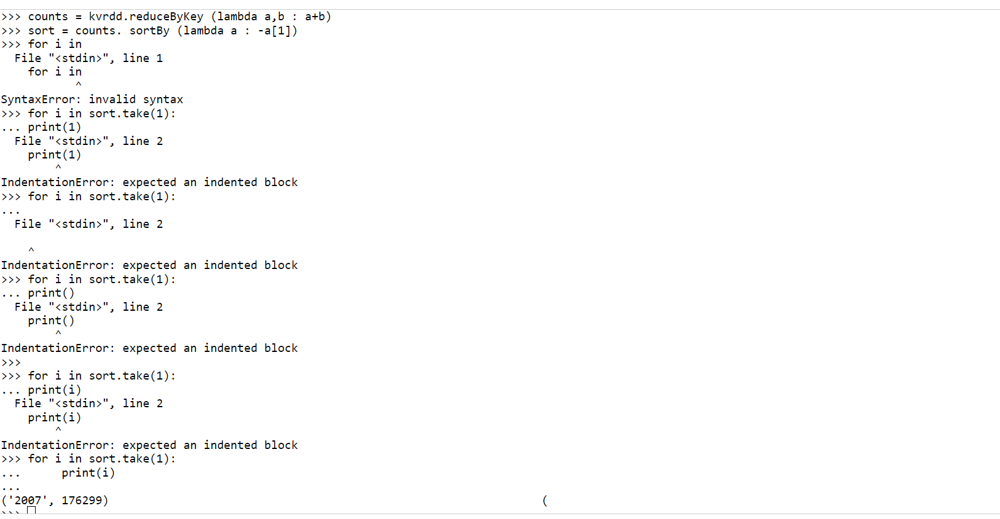 >>> counts = kvrdd.reduceByKey (lambda a,b : a+b)
>>> sort = counts. sortBy (lambda a : -a[1])
>>> for i in
  File "<stdin>", line 1
    for i in
           ^
SyntaxError: invalid syntax
>>> for i in sort.take(1):
... print(1)
  File "<stdin>", line 2
    print(1)
        ^
IndentationError: expected an indented block
>>> for i in sort.take(1):
...
  File "<stdin>", line 2

    ^
IndentationError: expected an indented block
>>> for i in sort.take(1):
... print()
  File "<stdin>", line 2
    print()
        ^
IndentationError: expected an indented block
>>>
>>> for i in sort.take(1):
... print(i)
  File "<stdin>", line 2
    print(i)
        ^
IndentationError: expected an indented block
>>> for i in sort.take(1):
...      print(i)
...
('2007', 176299) (
>>>